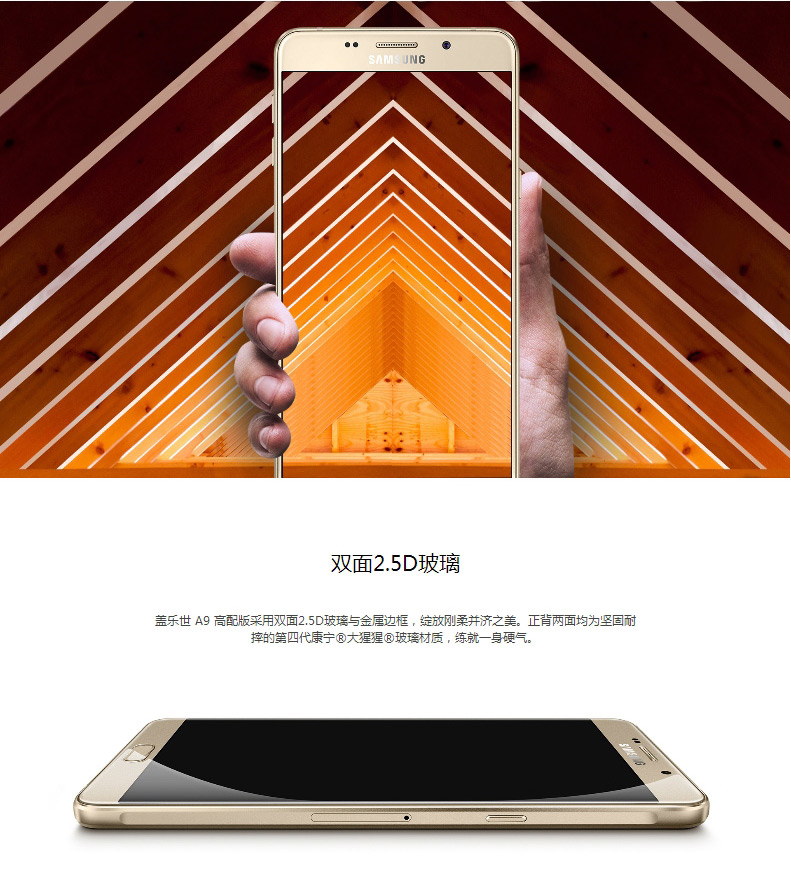 SAMSUNG
双面2.5D玻璃
盖乐世 A9 高配版采用双面2.5D玻璃与金属边框，绽放刚柔并济之美。正背两面均为坚固耐
摔的第四代康宁®大猩猩®玻璃材质，练就一身硬气。
SAMSUNG